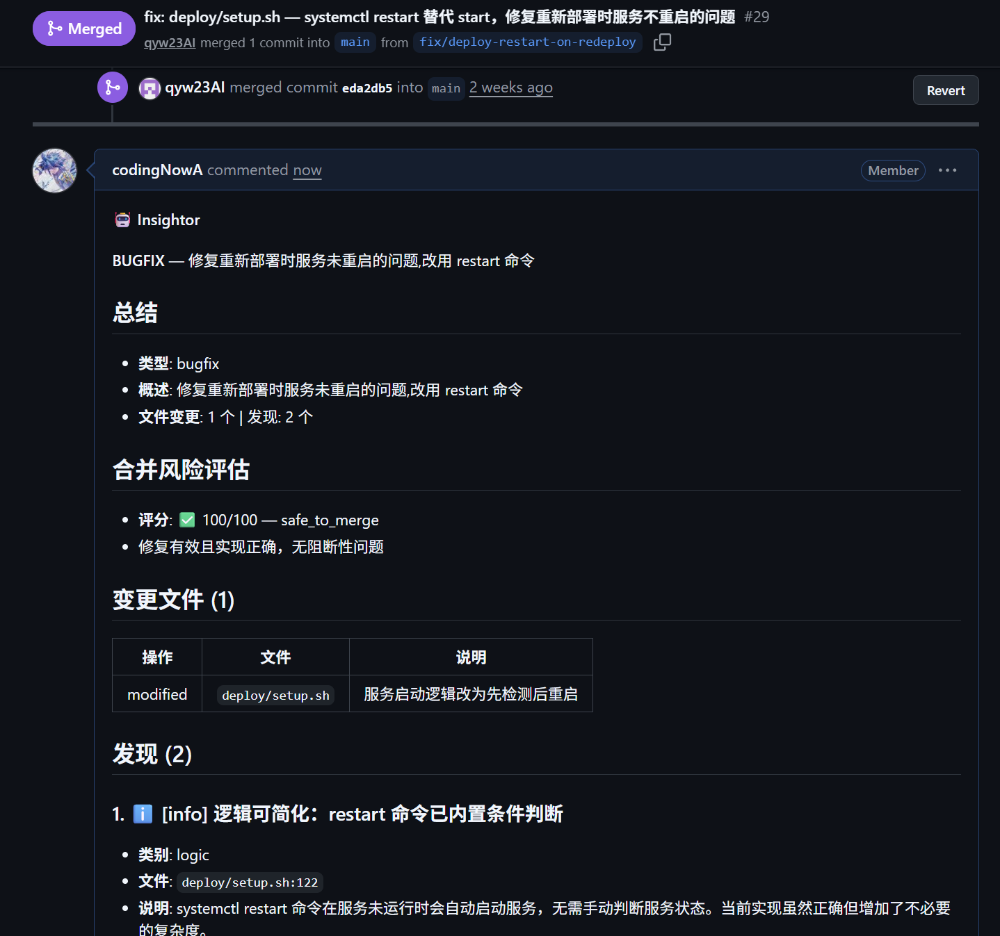 Merged
fix: deploy/setup.sh — systemctl restart 替代 start，修复重新部署时服务不重启的问题 #29
qyw23AI merged 1 commit into main from fix/deploy-restart-on-redeploy
qyw23AI merged commit eda2db5 into main 2 weeks ago
Revert
codingNowA commented now
Member
Insightor
BUGFIX — 修复重新部署时服务未重启的问题,改用 restart 命令
总结
类型: bugfix
概述: 修复重新部署时服务未重启的问题,改用 restart 命令
文件变更: 1 个 | 发现: 2 个
合并风险评估
评分: ✅ 100/100 — safe_to_merge
修复有效且实现正确，无阻断性问题
变更文件 (1)
操作 文件 说明
modified deploy/setup.sh 服务启动逻辑改为先检测后重启
发现 (2)
1. ℹ️ [info] 逻辑可简化：restart 命令已内置条件判断
类别: logic
文件: deploy/setup.sh:122
说明: systemctl restart 命令在服务未运行时会自动启动服务，无需手动判断服务状态。当前实现虽然正确但增加了不必要
的复杂度。